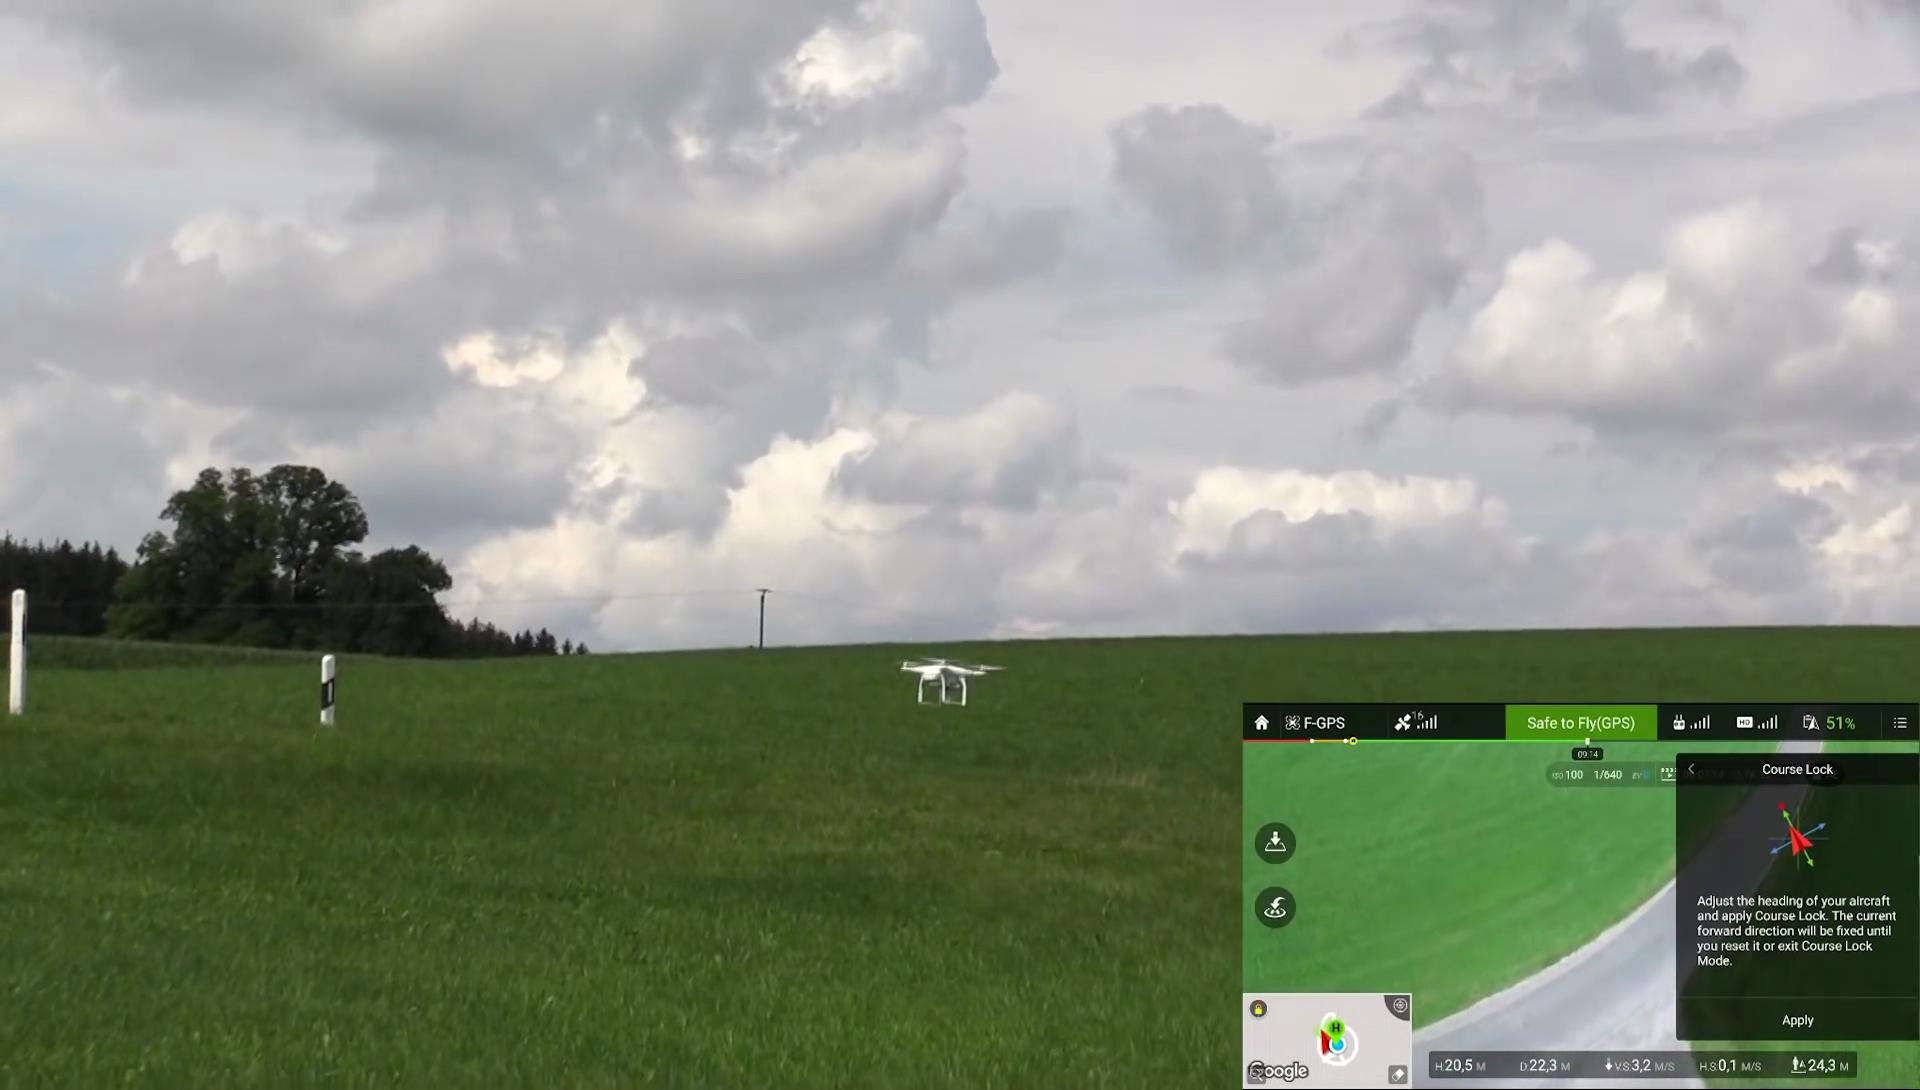 F-GPS
16
Safe to Fly(GPS)
HD
51%
09:14
ISO 100 1/640 EV 0
Course Lock
Adjust the heading of your aircraft
and apply Course Lock. The current
forward direction will be fixed until
you reset it or exit Course Lock
Mode.
Apply
H
H
Google
H:20,5 M D:22,3 M V.S:3,2 M/S H.S:0,1 M/S 24,3 M